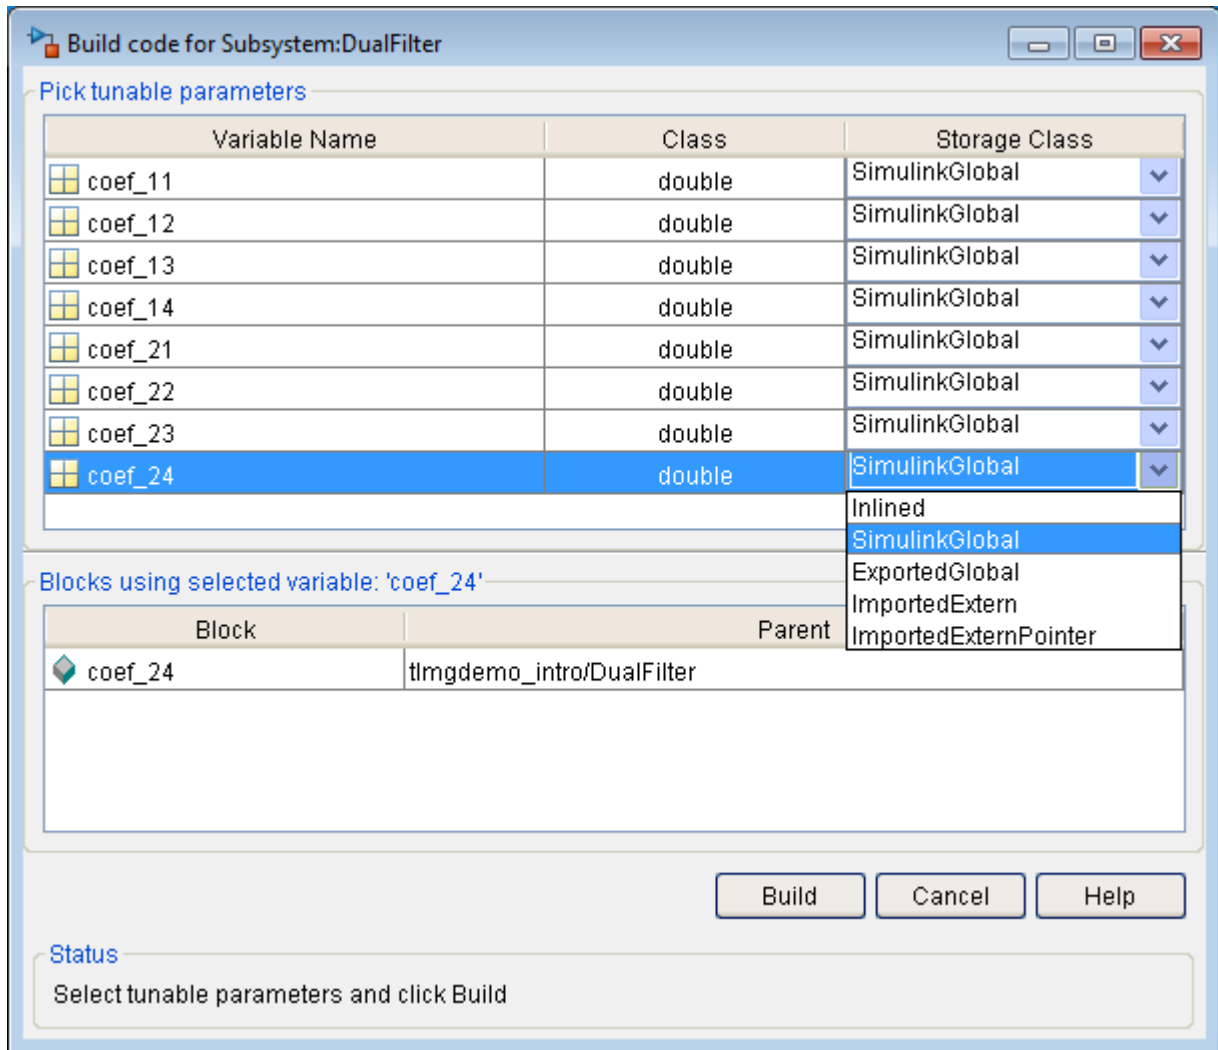 Build code for Subsystem:DualFilter
Pick tunable parameters
Variable Name Class Storage Class
coef_11 double SimulinkGlobal
coef_12 double SimulinkGlobal
coef_13 double SimulinkGlobal
coef_14 double SimulinkGlobal
coef_21 double SimulinkGlobal
coef_22 double SimulinkGlobal
coef_23 double SimulinkGlobal
coef_24 double SimulinkGlobal
Inlined
SimulinkGlobal
ExportedGlobal
ImportedExtern
ImportedExternPointer
Blocks using selected variable: 'coef_24'
Block Parent
coef_24 tlmgdemo_intro/DualFilter
Build Cancel Help
Status
Select tunable parameters and click Build